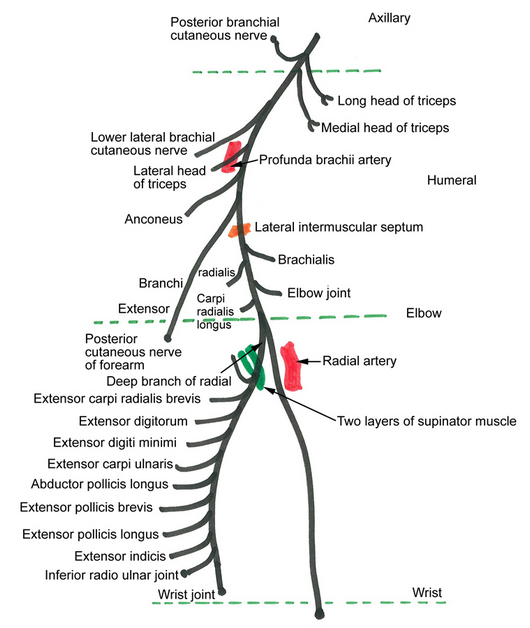 Posterior branchial
cutaneous nerve
Axillary
Long head of triceps
Medial head of triceps
Lower lateral brachial
cutaneous nerve
Profunda brachii artery
Lateral head
of triceps
Humeral
Anconeus
Lateral intermuscular septum
Brachialis
radialis
Branchi
Elbow joint
Carpi
radialis
longus
Extensor
Elbow
Posterior
cutaneous nerve
of forearm
Radial artery
Deep branch of radial
Extensor carpi radialis brevis
Two layers of supinator muscle
Extensor digitorum
Extensor digiti minimi
Extensor carpi ulnaris
Abductor pollicis longus
Extensor pollicis brevis
Extensor pollicis longus
Extensor indicis
Inferior radio ulnar joint
Wrist joint
Wrist